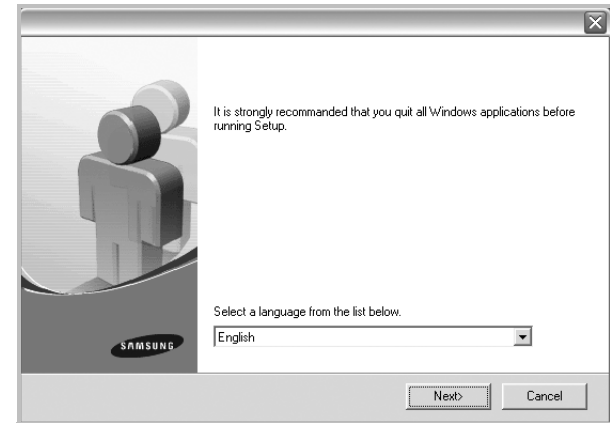 It is strongly recommanded that you quit all Windows applications before
running Setup.
Select a language from the list below.
English
SAMSUNG
Next>
Cancel